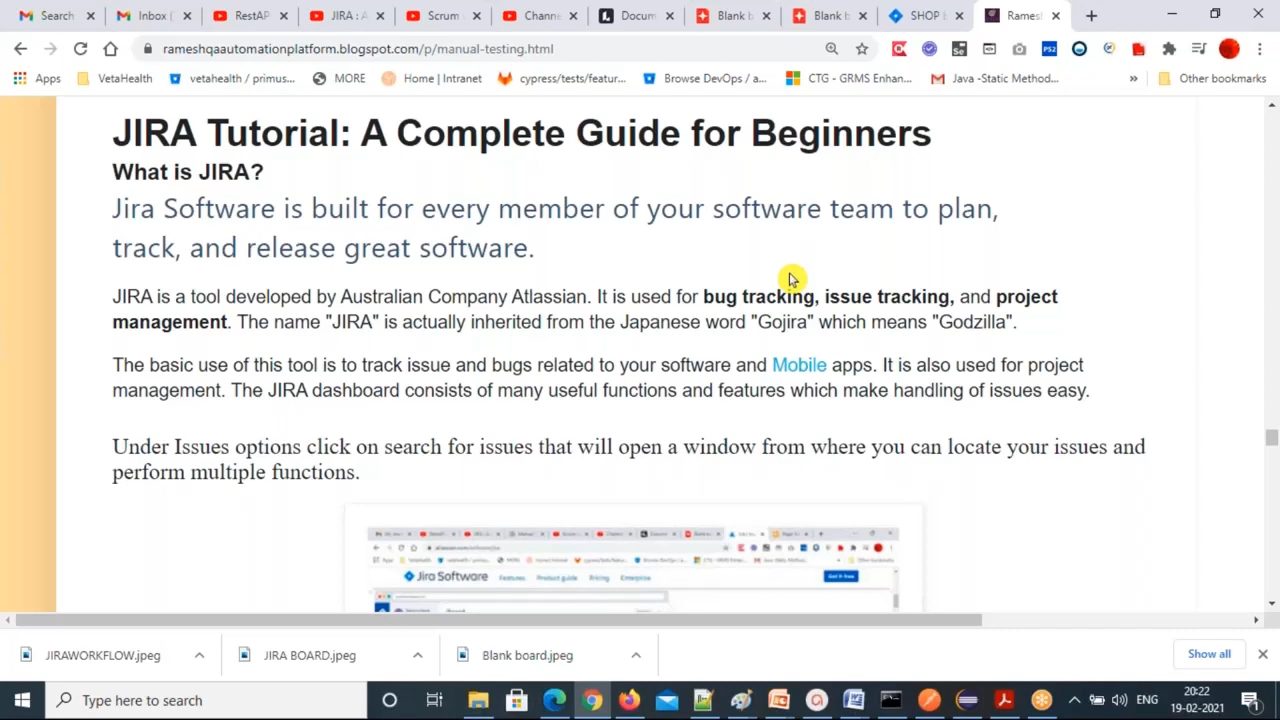 Search
Inbox (
RestAP
JIRA : A
Scrum
Channe
Docum
Blank b
Blank b
SHOP b
Rames
rameshqaautomationplatform.blogspot.com/p/manual-testing.html
Apps
VetaHealth
vetahealth / primus...
MORE
Home | Intranet
cypress/tests/featur...
Browse DevOps / a...
CTG - GRMS Enhan...
Java -Static Method...
»
Other bookmarks
JIRA Tutorial: A Complete Guide for Beginners
What is JIRA?
Jira Software is built for every member of your software team to plan,
track, and release great software.
JIRA is a tool developed by Australian Company Atlassian. It is used for bug tracking, issue tracking, and project
management. The name "JIRA" is actually inherited from the Japanese word "Gojira" which means "Godzilla".
The basic use of this tool is to track issue and bugs related to your software and Mobile apps. It is also used for project
management. The JIRA dashboard consists of many useful functions and features which make handling of issues easy.
Under Issues options click on search for issues that will open a window from where you can locate your issues and
perform multiple functions.
Jira Software
Features
Product guide
Pricing
Enterprise
Get it free
JIRAWORKFLOW.jpeg
JIRA BOARD.jpeg
Blank board.jpeg
Show all
Type here to search
ENG
20:22
19-02-2021